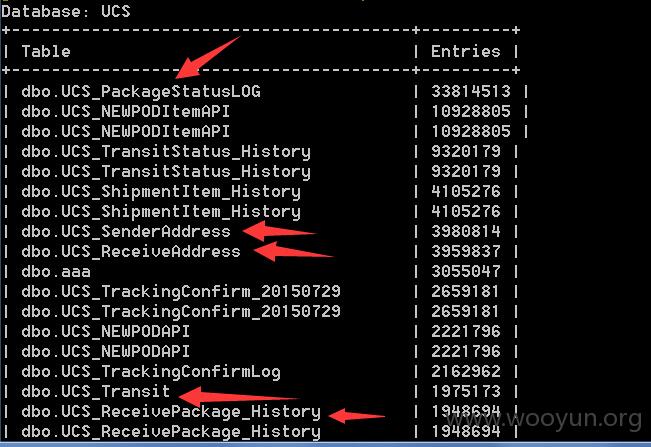 Database: UCS
+---------------------------------------+---------+
| Table | Entries |
+---------------------------------------+---------+
| dbo.UCS_PackageStatusLOG | 33814513 |
| dbo.UCS_NEWPODItemAPI | 10928805 |
| dbo.UCS_NEWPODItemAPI | 10928805 |
| dbo.UCS_TransitStatus_History | 9320179 |
| dbo.UCS_TransitStatus_History | 9320179 |
| dbo.UCS_ShipmentItem_History | 4105276 |
| dbo.UCS_ShipmentItem_History | 4105276 |
| dbo.UCS_SenderAddress | 3980814 |
| dbo.UCS_ReceiveAddress | 3959837 |
| dbo.aaa | 3055047 |
| dbo.UCS_TrackingConfirm_20150729 | 2659181 |
| dbo.UCS_TrackingConfirm_20150729 | 2659181 |
| dbo.UCS_NEWPODAPI | 2221796 |
| dbo.UCS_NEWPODAPI | 2221796 |
| dbo.UCS_TrackingConfirmLog | 2162962 |
| dbo.UCS_Transit | 1975173 |
| dbo.UCS_ReceivePackage_History | 1948694 |
| dbo.UCS_ReceivePackage_History | 1948694 |
www.wooyun.org